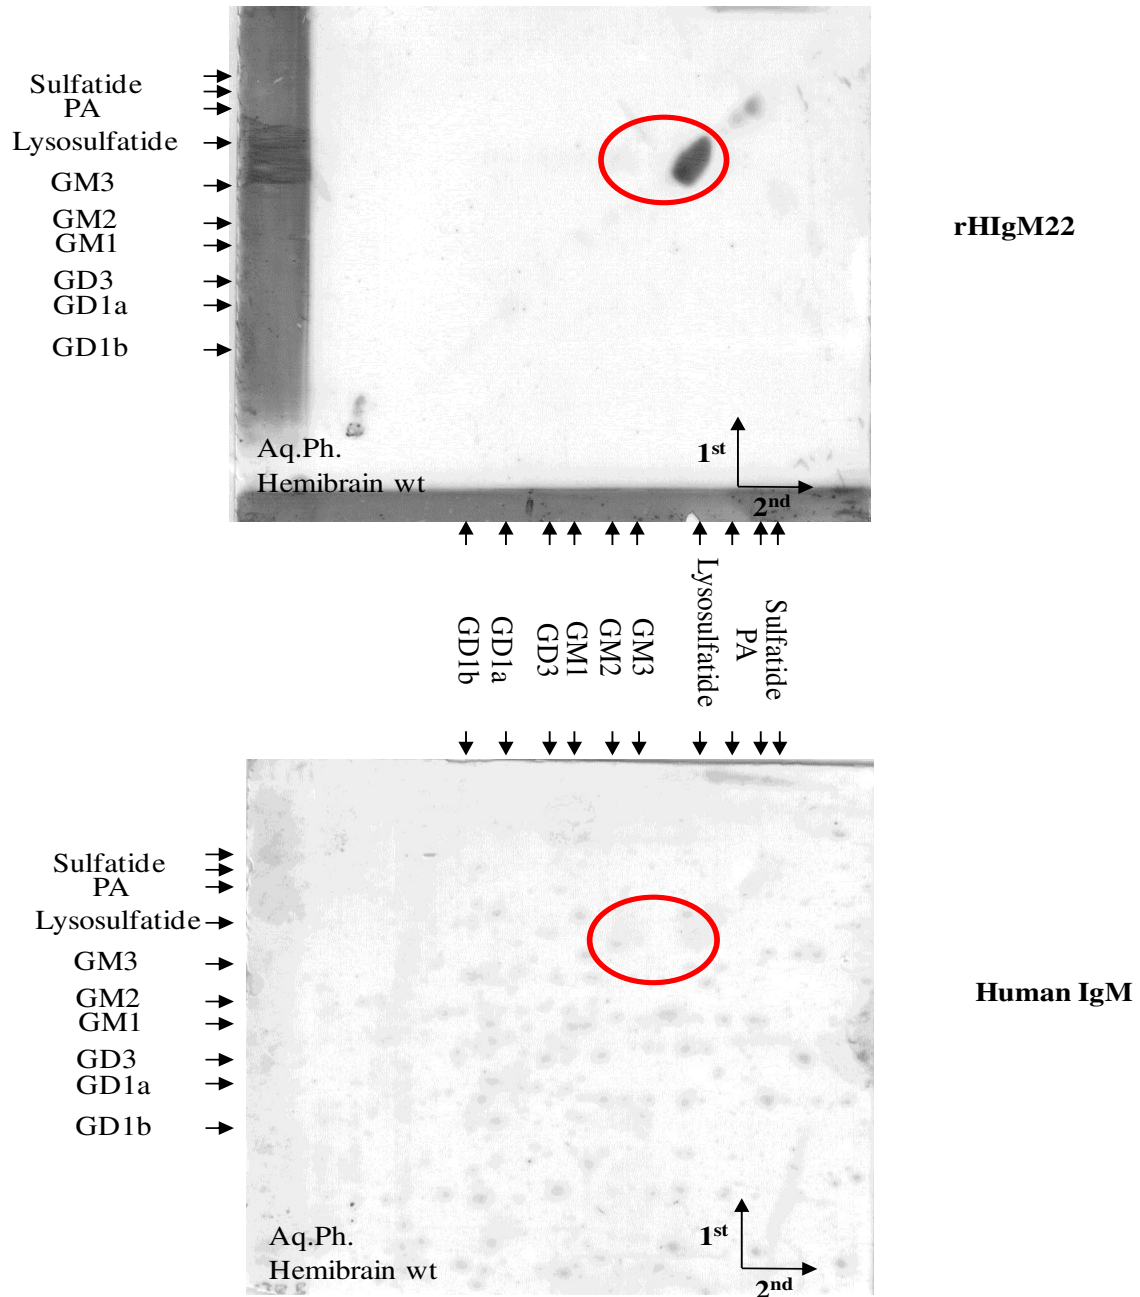 Sulfatide
PA
Lysosulfatide
GM3
GM2
GM1
GD3
GD1a
GD1b
rHIgM22
Aq.Ph.
Hemibrain wt
1st
2nd
GD1b
GD1a
GD3
GM1
GM2
GM3
Lysosulfatide
PA
Sulfatide
Sulfatide
PA
Lysosulfatide
GM3
GM2
GM1
GD3
GD1a
GD1b
Human IgM
Aq.Ph.
Hemibrain wt
1st
2nd